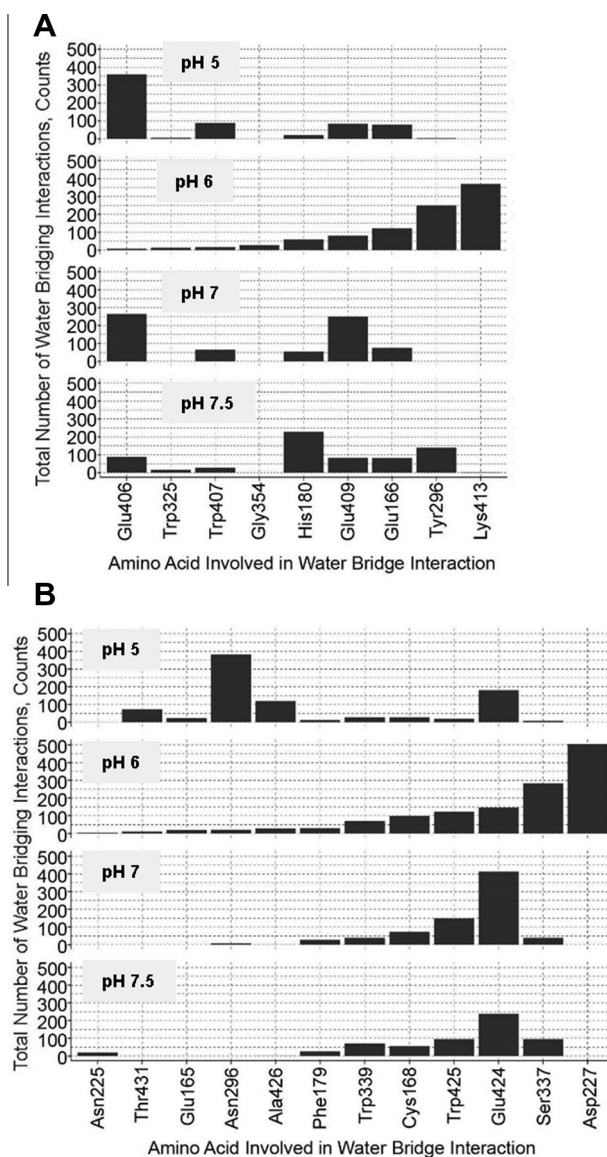 A
Total Number of Water Bridging Interactions, Counts
pH 5
500
400
300
200
100
0
pH 6
500
400
300
200
100
0
pH 7
500
400
300
200
100
0
pH 7.5
500
400
300
200
100
0
Glu406
Trp325
Trp407
Gly354
His180
Glu409
Glu166
Tyr296
Lys413
Amino Acid Involved in Water Bridge Interaction
B
Total Number of Water Bridging Interactions, Counts
pH 5
500
400
300
200
100
0
pH 6
500
400
300
200
100
0
pH 7
500
400
300
200
100
0
pH 7.5
500
400
300
200
100
0
Asn225
Thr431
Glu165
Asn296
Ala426
Phe179
Trp339
Cys168
Trp425
Glu424
Ser337
Asp227
Amino Acid Involved in Water Bridge Interaction